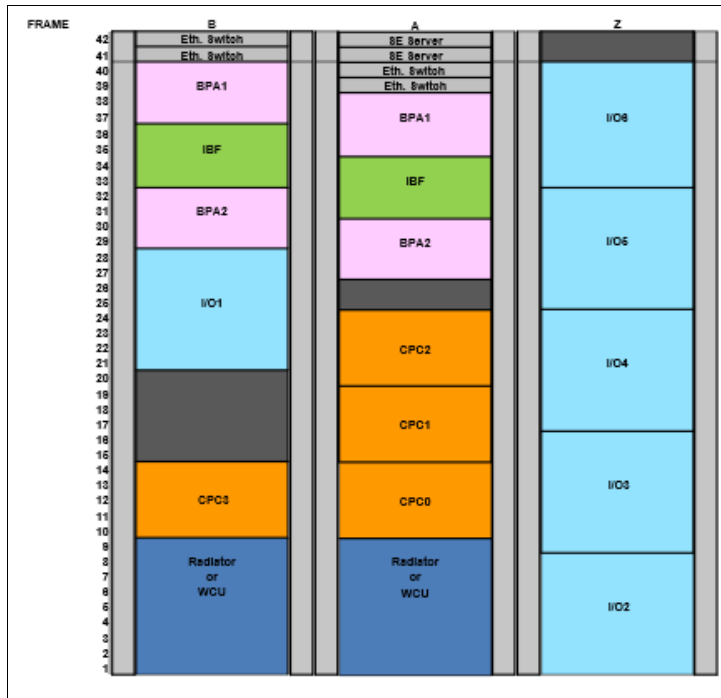 FRAME B A Z
42 Eth. Switch SE Server
41 Eth. Switch SE Server
40 Eth. Switch
39 Eth. Switch
38
BPA1
37 BPA1 I/O6
36
35 IBF
34
33 IBF
32
31 BPA2
30
29 BPA2 I/O5
28
27
26
25 I/O1
24
23
22 CPC2
21 I/O4
20
19
18
17 CPC1
16
15
14
13 I/O3
12 CPC3 CPC0
11
10
9
8 Radiator Radiator
7 or or
6 WCU WCU
5 I/O2
4
3
2
1